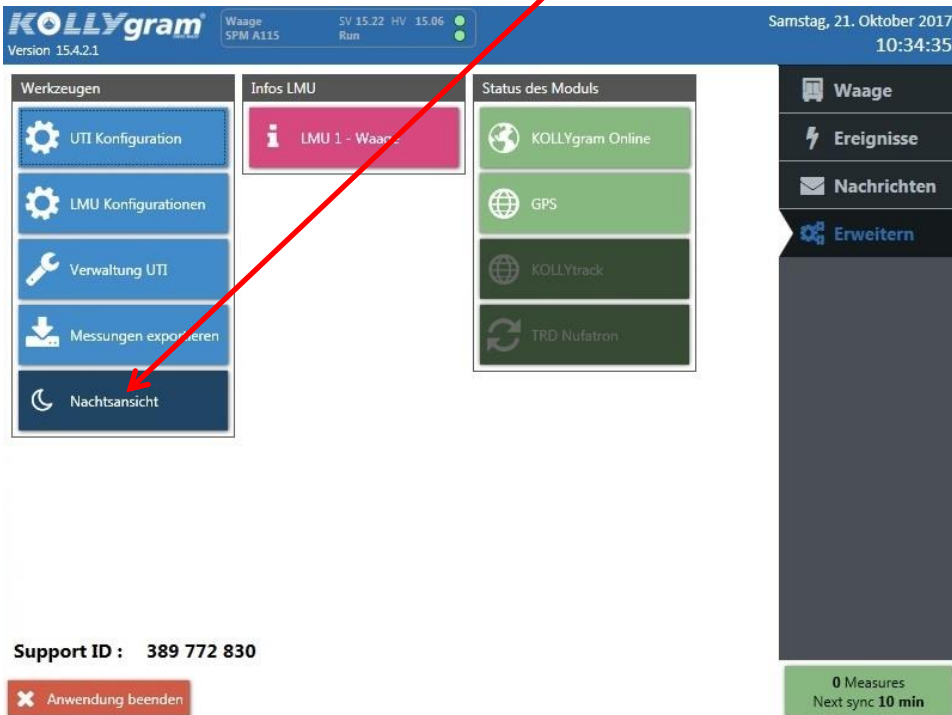 KOLLYgram
Version 15.4.2.1
Waage SV 15.22 HV 15.06
SPM A115 Run
Samstag, 21. Oktober 2017
10:34:35
Werkzeugen
UTI Konfiguration
LMU Konfigurationen
Verwaltung UTI
Messungen exportieren
Nachtsansicht
Infos LMU
LMU 1 - Waage
Status des Moduls
KOLLYgram Online
GPS
KOLLYtrack
TRD Nufatron
Waage
Ereignisse
Nachrichten
Erweitern
Support ID : 389 772 830
Anwendung beenden
0 Measures
Next sync 10 min